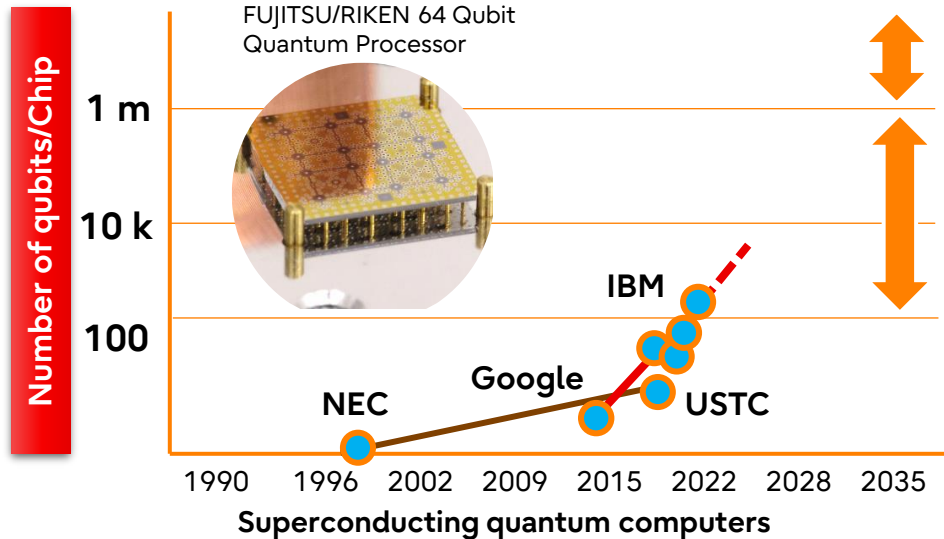 FUJITSU/RIKEN 64 Qubit
Quantum Processor
Number of qubits/Chip
1 m
10 k
100
IBM
Google
NEC
USTC
1990 1996 2002 2009 2015 2022 2028 2035
Superconducting quantum computers